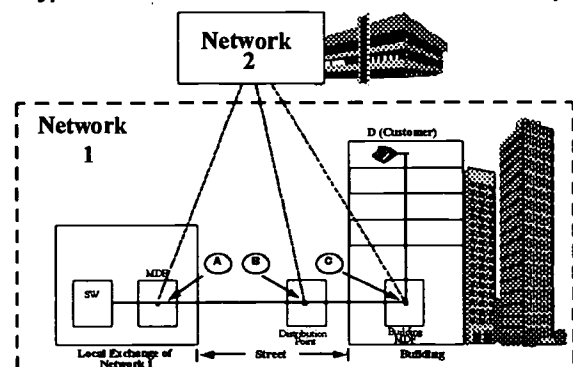 Network
2
Network
1
D (Customer)
A
B
C
MDF
SW
Distribution
Point
Building
MDF
Local Exchange of
Network 1
Street
Building